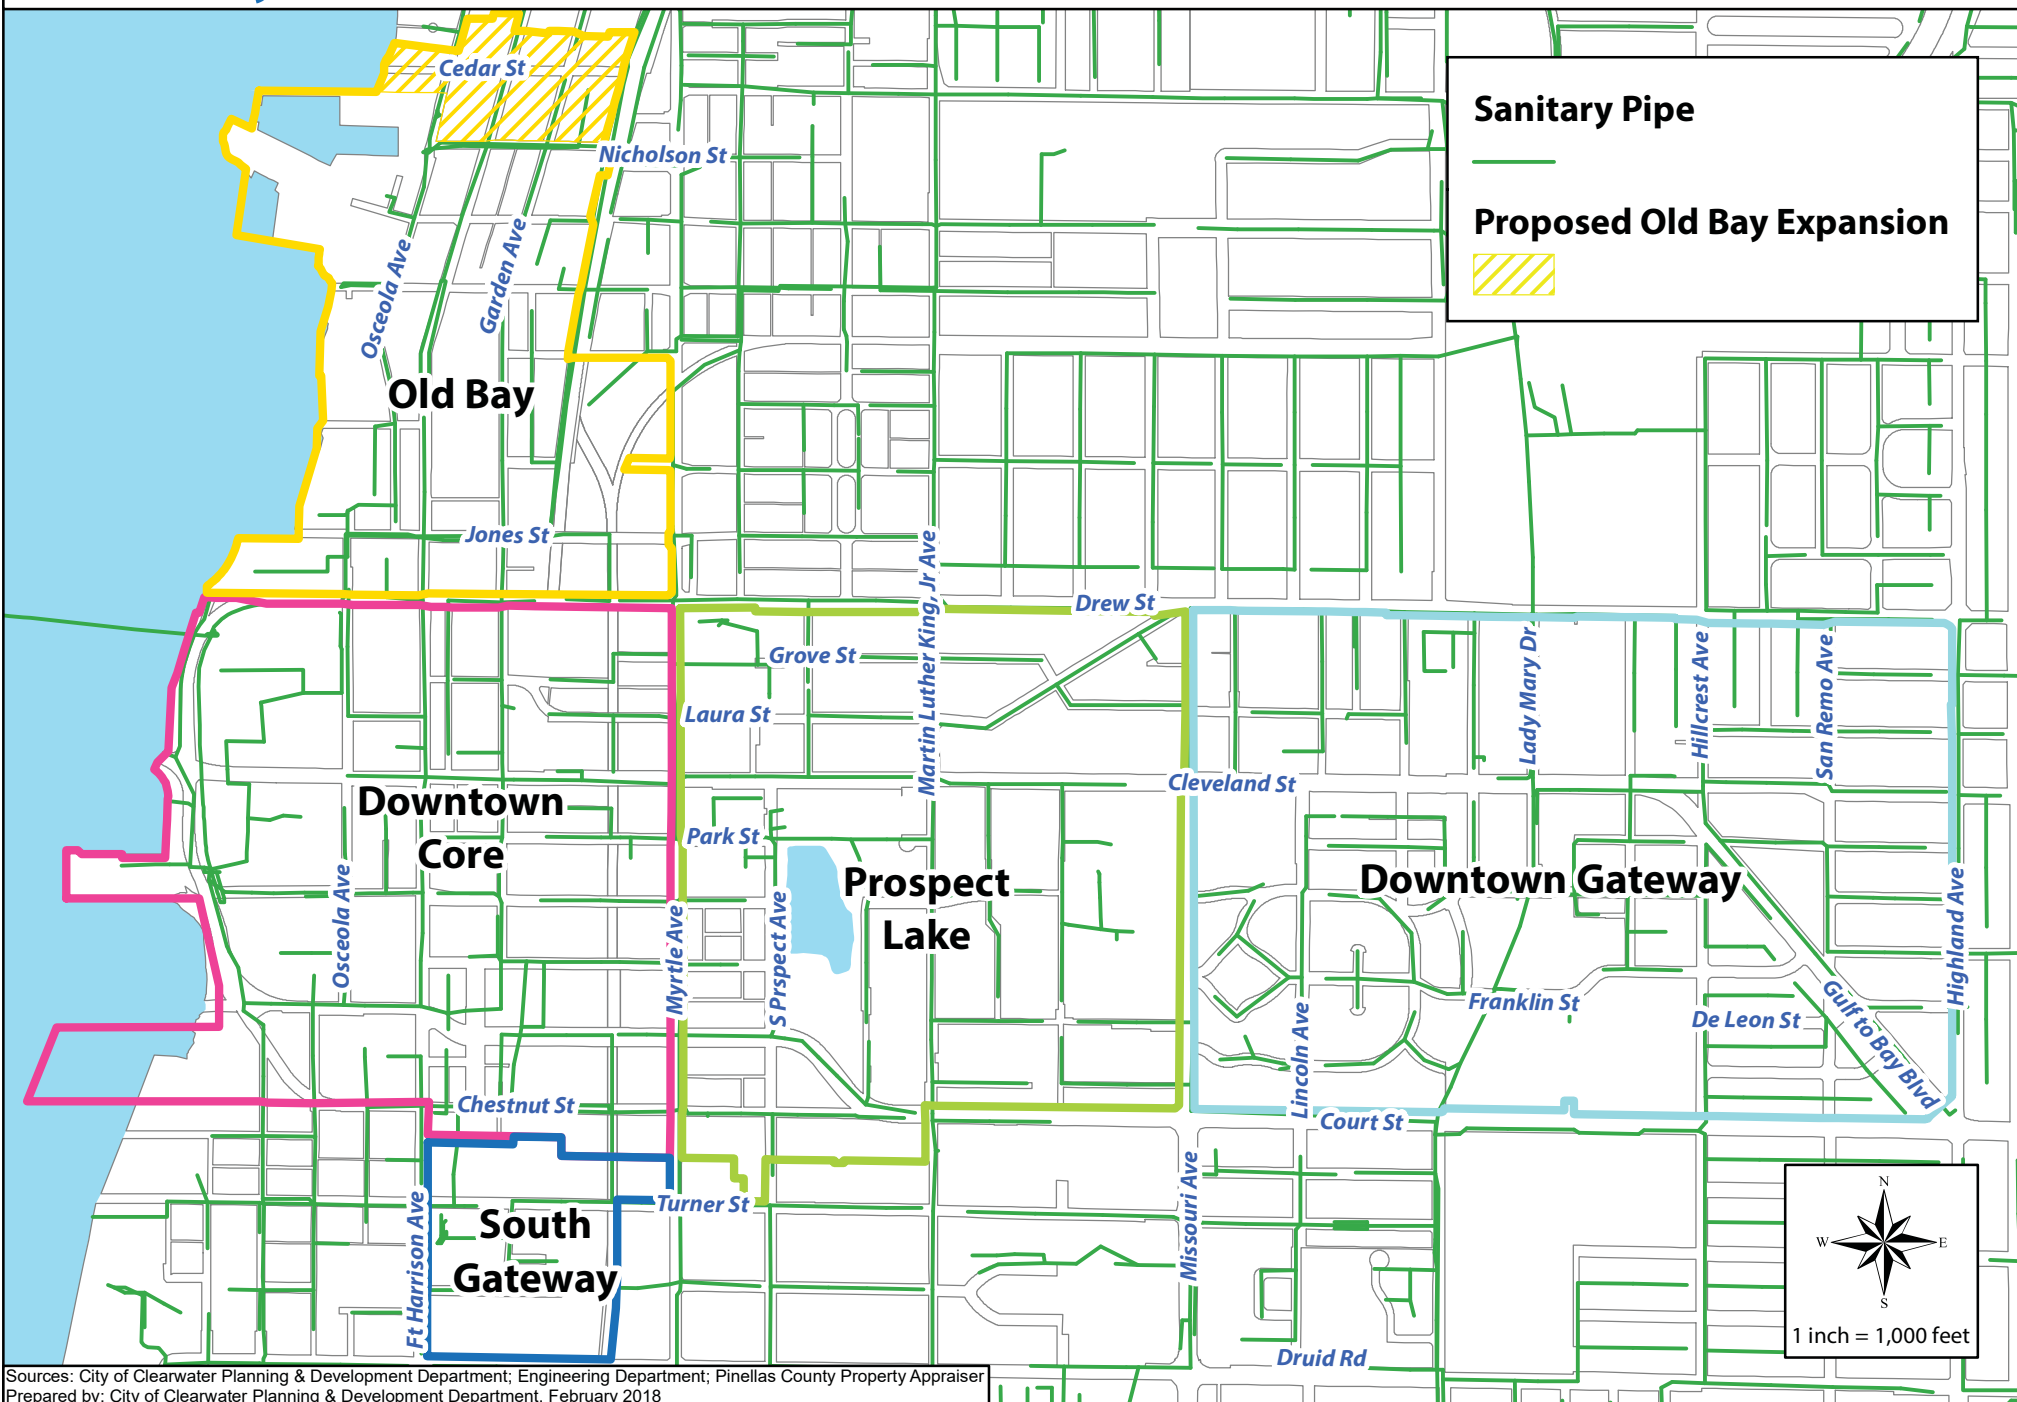 Cedar St
Sanitary Pipe
Nicholson St
Proposed Old Bay Expansion
Osceola Ave
Garden Ave
Old Bay
Jones St
Martin Luther King, Jr Ave
Drew St
Grove St
Lady Mary Dr
Hillcrest Ave
San Remo Ave
Laura St
Cleveland St
Downtown
Core
Park St
Prospect
Lake
Downtown Gateway
Osceola Ave
Myrtle Ave
S Prspect Ave
Highland Ave
Franklin St
De Leon St
Gulf to Bay Blvd
Lincoln Ave
Chestnut St
Court St
Missouri Ave
Turner St
Ft Harrison Ave
South
Gateway
N
W
E
S
1 inch = 1,000 feet
Druid Rd
Sources: City of Clearwater Planning & Development Department; Engineering Department; Pinellas County Property Appraiser
Prepared by: City of Clearwater Planning & Development Department, February 2018